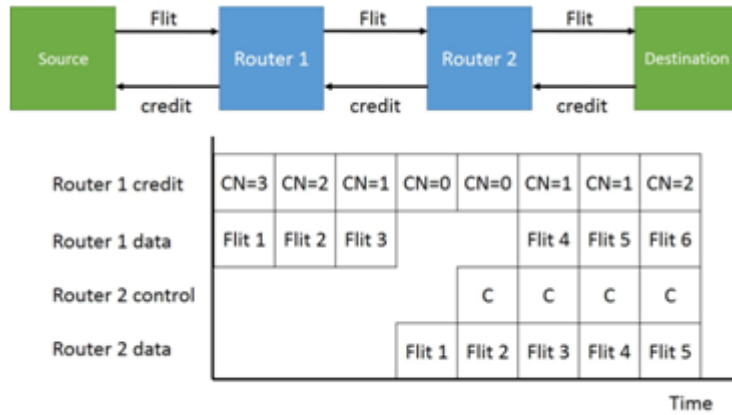 Flit Flit Flit
Source Router 1 Router 2 Destination
credit credit credit
Router 1 credit CN=3 CN=2 CN=1 CN=0 CN=0 CN=1 CN=1 CN=2
Router 1 data Flit 1 Flit 2 Flit 3 Flit 4 Flit 5 Flit 6
Router 2 control C C C C
Router 2 data Flit 1 Flit 2 Flit 3 Flit 4 Flit 5
Time